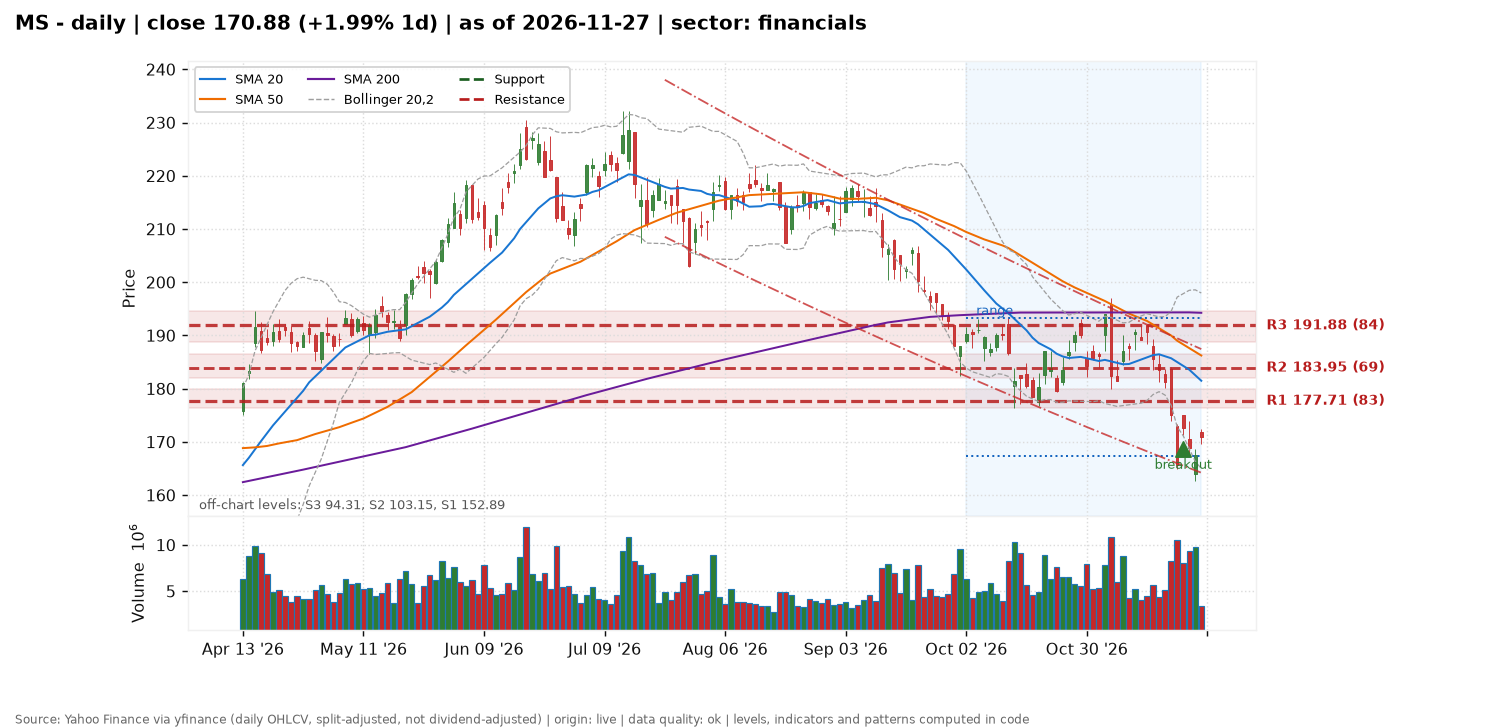 MS - daily | close 170.88 (+1.99% 1d) | as of 2026-11-27 | sector: financials
SMA 20
SMA 50
SMA 200
Bollinger 20,2
Support
Resistance
Price
240
230
220
210
200
190
180
170
160
range
breakout
R3 191.88 (84)
R2 183.95 (69)
R1 177.71 (83)
off-chart levels: S3 94.31, S2 103.15, S1 152.89
Volume 10⁶
10
5
Apr 13 '26
May 11 '26
Jun 09 '26
Jul 09 '26
Aug 06 '26
Sep 03 '26
Oct 02 '26
Oct 30 '26
Source: Yahoo Finance via yfinance (daily OHLCV, split-adjusted, not dividend-adjusted) | origin: live | data quality: ok | levels, indicators and patterns computed in code